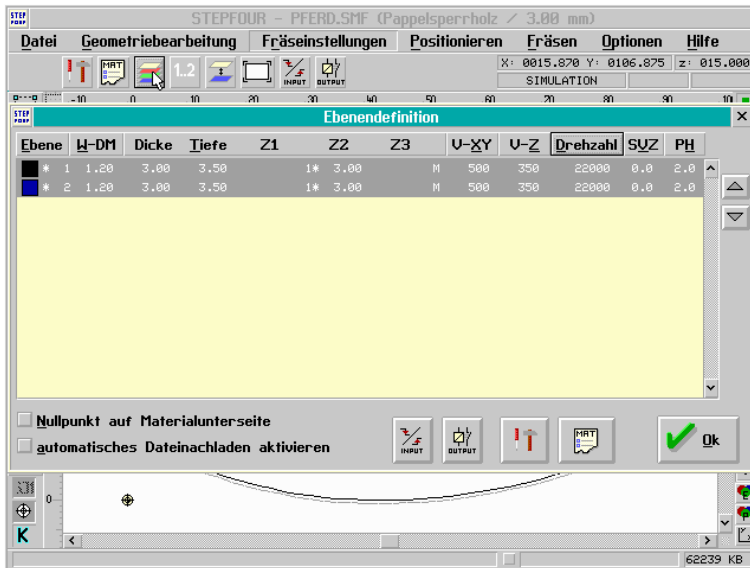 STEP FOUR STEPFOUR - PFERD.SMF (Pappelsperrholz / 3.00 mm)
Datei Geometriebearbeitung Fräseinstellungen Positionieren Fräsen Optionen Hilfe
MAT 1..2 INPUT OUTPUT X: 0015.870 Y: 0106.875 z: 015.000
SIMULATION
-10 0 10 20 30 40 50 60 70 80 90 10
STEP FOUR Ebenendefinition
Ebene W-DM Dicke Tiefe Z1 Z2 Z3 V-XY V-Z Drehzahl SVZ PH
* 1 1.20 3.00 3.50 1* 3.00 M 500 350 22000 0.0 2.0
* 2 1.20 3.00 3.50 1* 3.00 M 500 350 22000 0.0 2.0
Nullpunkt auf Materialunterseite
automatisches Dateinachladen aktivieren
INPUT OUTPUT MAT Ok
0
K
E
P
62239 KB